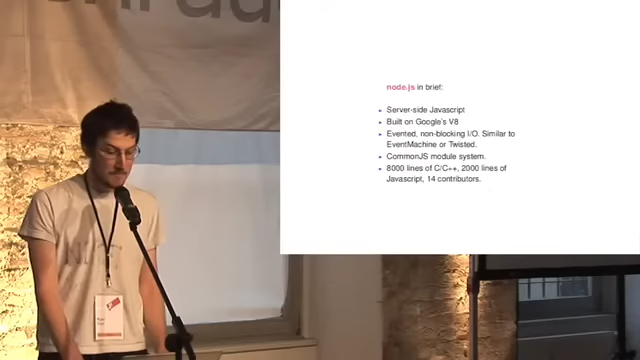 node.js in brief:
Server-side Javascript
Built on Google's V8
Evented, non-blocking I/O. Similar to
EventMachine or Twisted.
CommonJS module system.
8000 lines of C/C++, 2000 lines of
Javascript, 14 contributors.